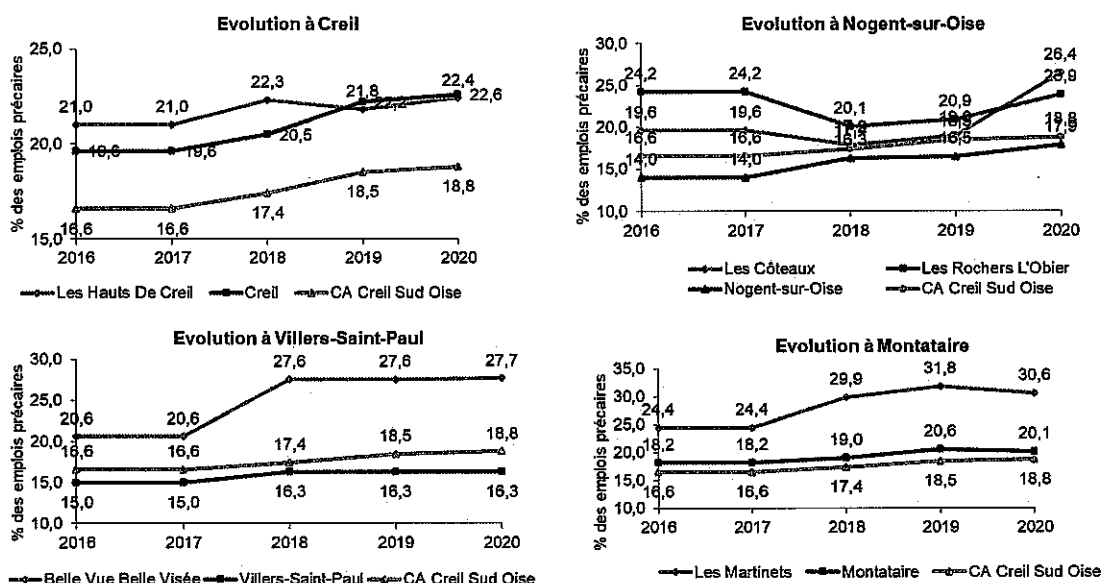 Evolution à Creil
% des emplois précaires
25,0
20,0
15,0
21,0 21,0 22,3 21,8 22,4
19,6 19,6 20,5 22,2 22,6
16,6 16,6 17,4 18,5 18,8
2016 2017 2018 2019 2020
Les Hauts De Creil Creil CA Creil Sud Oise
Evolution à Nogent-sur-Oise
% des emplois précaires
30,0
25,0
20,0
15,0
10,0
24,2 24,2 20,1 20,9 23,9
26,4
19,6 19,6
16,6 16,6 18,8
14,0 14,0 16,3 16,5 17,9
2016 2017 2018 2019 2020
Les Côteaux Les Rochers L'Obier
Nogent-sur-Oise CA Creil Sud Oise
Evolution à Villers-Saint-Paul
% des emplois précaires
30,0
25,0
20,0
15,0
10,0
20,6 20,6 27,6 27,6 27,7
16,6 16,6 17,4 18,5 18,8
15,0 15,0 16,3 16,3 16,3
2016 2017 2018 2019 2020
Belle Vue Belle Visée Villers-Saint-Paul CA Creil Sud Oise
Evolution à Montataire
% des emplois précaires
35,0
30,0
25,0
20,0
15,0
10,0
24,4 24,4 29,9 31,8 30,6
18,2 18,2 19,0 20,6 20,1
16,6 16,6 17,4 18,5 18,8
2016 2017 2018 2019 2020
Les Martinets Montataire CA Creil Sud Oise